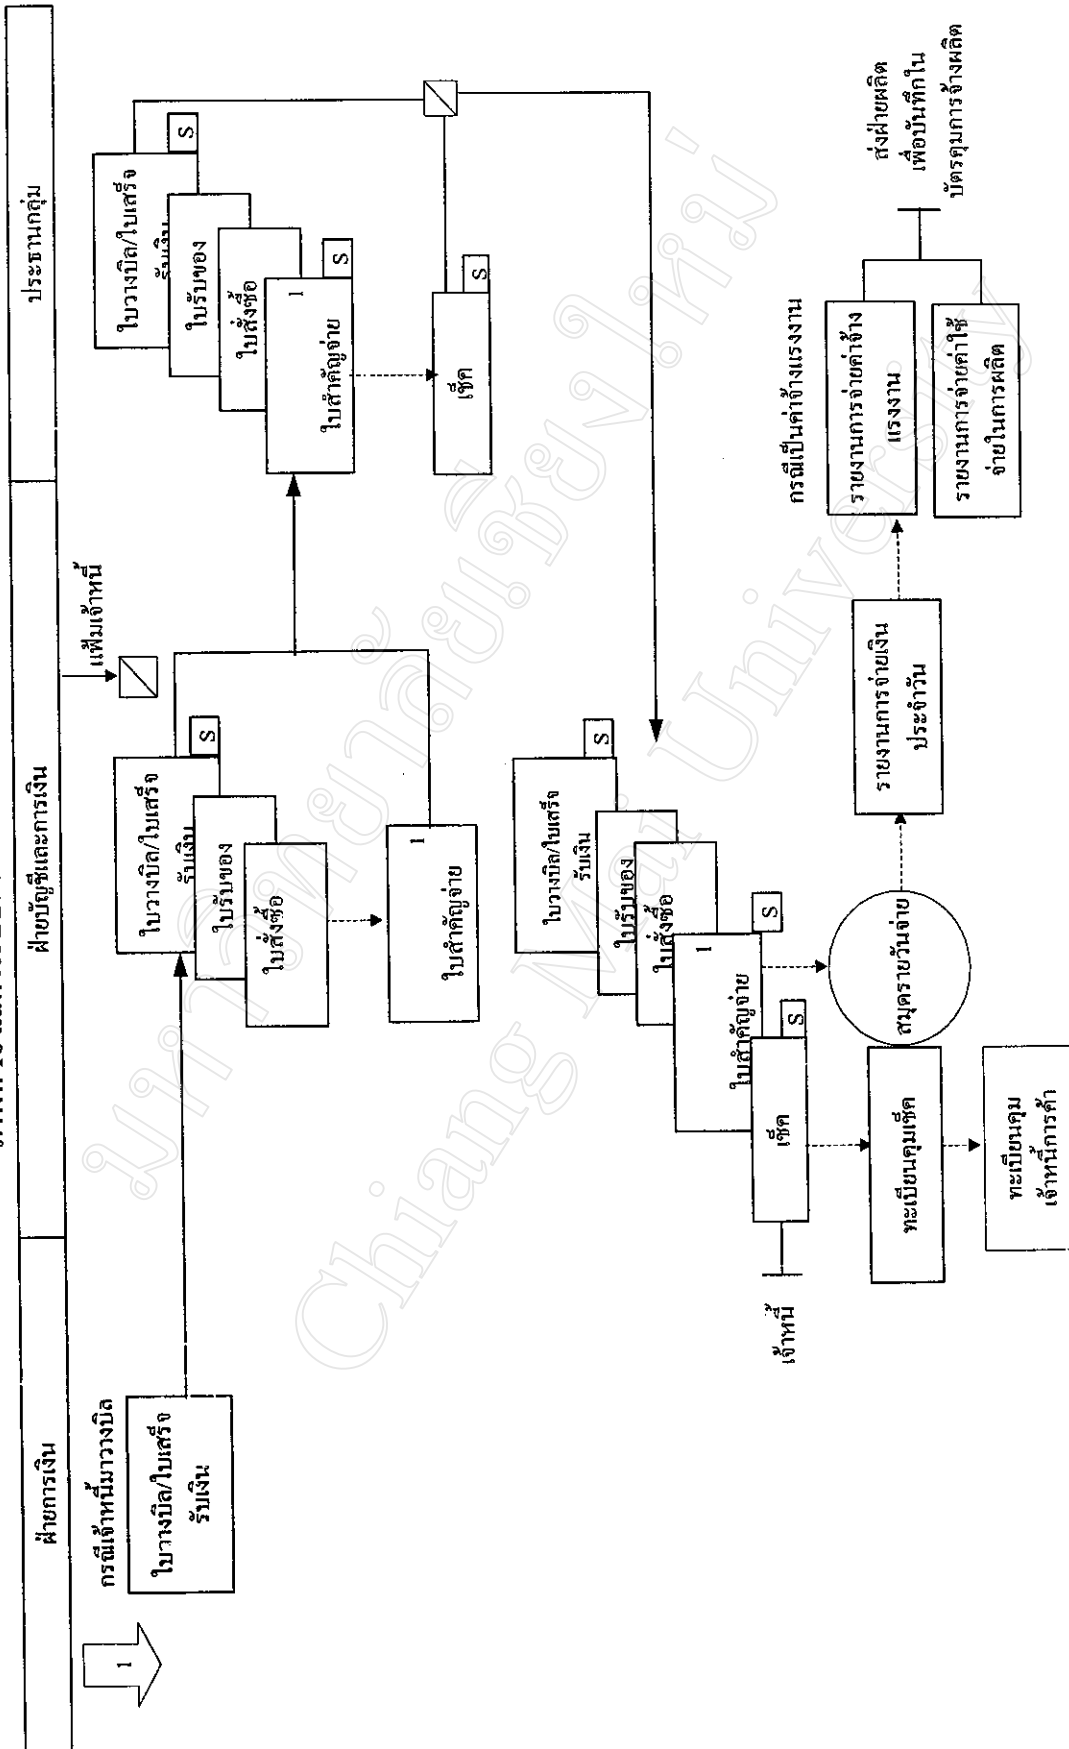 ฝ่ายการเงิน
ฝ่ายบัญชีและการเงิน
ประธานกลุ่ม
1
กรณีเจ้าหนี้มาวางบิล
ใบวางบิล/ใบเสร็จ
รับเงิน
แฟ้มเจ้าหนี้
ใบวางบิล/ใบเสร็จ
รับเงิน
S
ใบรับของ
ใบสั่งซื้อ
1
ใบสำคัญจ่าย
ใบวางบิล/ใบเสร็จ
รับเงิน
S
ใบรับของ
ใบสั่งซื้อ
1
ใบสำคัญจ่าย
S
เช็ค
S
ใบวางบิล/ใบเสร็จ
รับเงิน
S
ใบรับของ
ใบสั่งซื้อ
1
ใบสำคัญจ่าย
S
เช็ค
S
เจ้าหนี้
ทะเบียนคุมเช็ค
สมุดรายวันจ่าย
ทะเบียนคุม
เจ้าหนี้การค้า
รายงานการจ่ายเงิน
ประจำวัน
กรณีเป็นค่าจ้างแรงงาน
รายงานการจ่ายค่าจ้าง
แรงงาน
รายงานการจ่ายค่าใช้
จ่ายในการผลิต
ส่งฝ่ายผลิต
เพื่อบันทึกใน
บัตรคุมการจ้างผลิต
มหาวิทยาลัยเชียงใหม่
Chiang Mai University